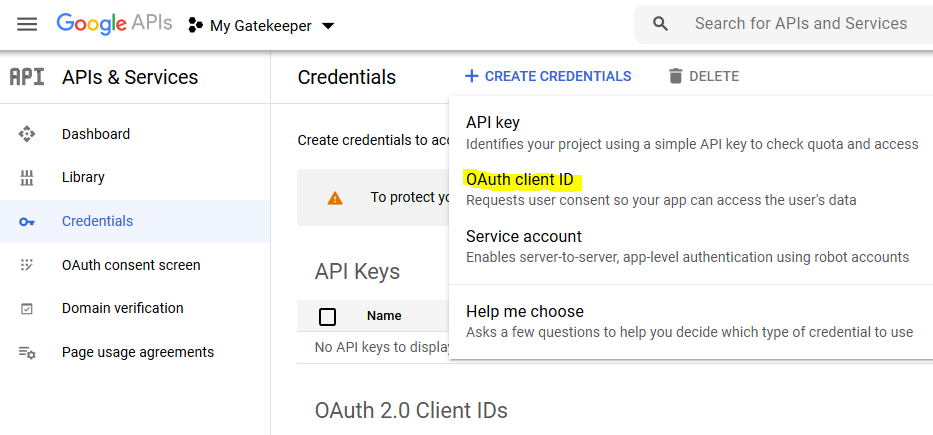 Google APIs
My Gatekeeper
Search for APIs and Services
API APIs & Services
Credentials
CREATE CREDENTIALS
DELETE
Dashboard
Library
Credentials
OAuth consent screen
Domain verification
Page usage agreements
Create credentials to acc
To protect yo
API key
Identifies your project using a simple API key to check quota and access
OAuth client ID
Requests user consent so your app can access the user's data
Service account
Enables server-to-server, app-level authentication using robot accounts
Help me choose
Asks a few questions to help you decide which type of credential to use
API Keys
Name
No API keys to display
OAuth 2.0 Client IDs